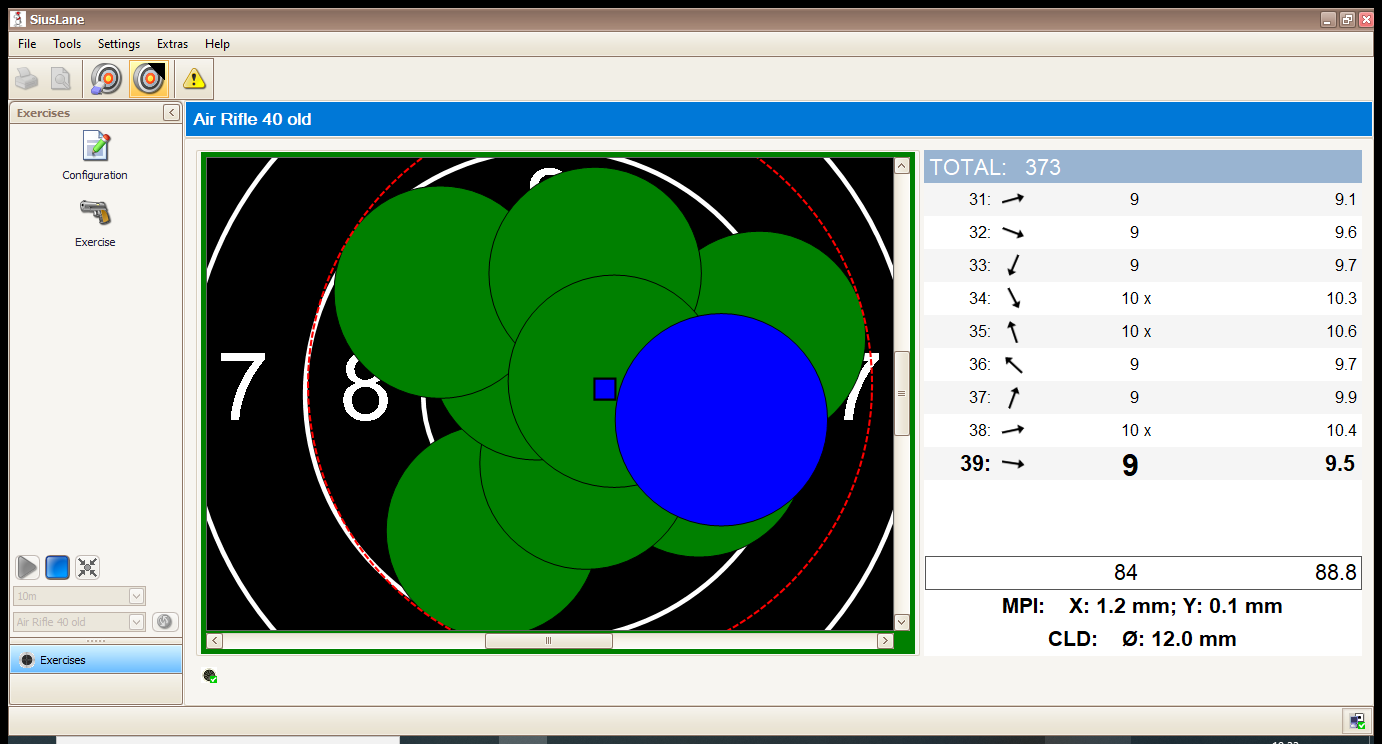 SiusLane
File Tools Settings Extras Help
Exercises
Configuration
Exercise
10m
Air Rifle 40 old
Exercises
Air Rifle 40 old
7 8 7
TOTAL: 373
31: 9 9.1
32: 9 9.6
33: 9 9.7
34: 10 x 10.3
35: 10 x 10.6
36: 9 9.7
37: 9 9.9
38: 10 x 10.4
39: 9 9.5
84 88.8
MPI: X: 1.2 mm; Y: 0.1 mm
CLD: Ø: 12.0 mm